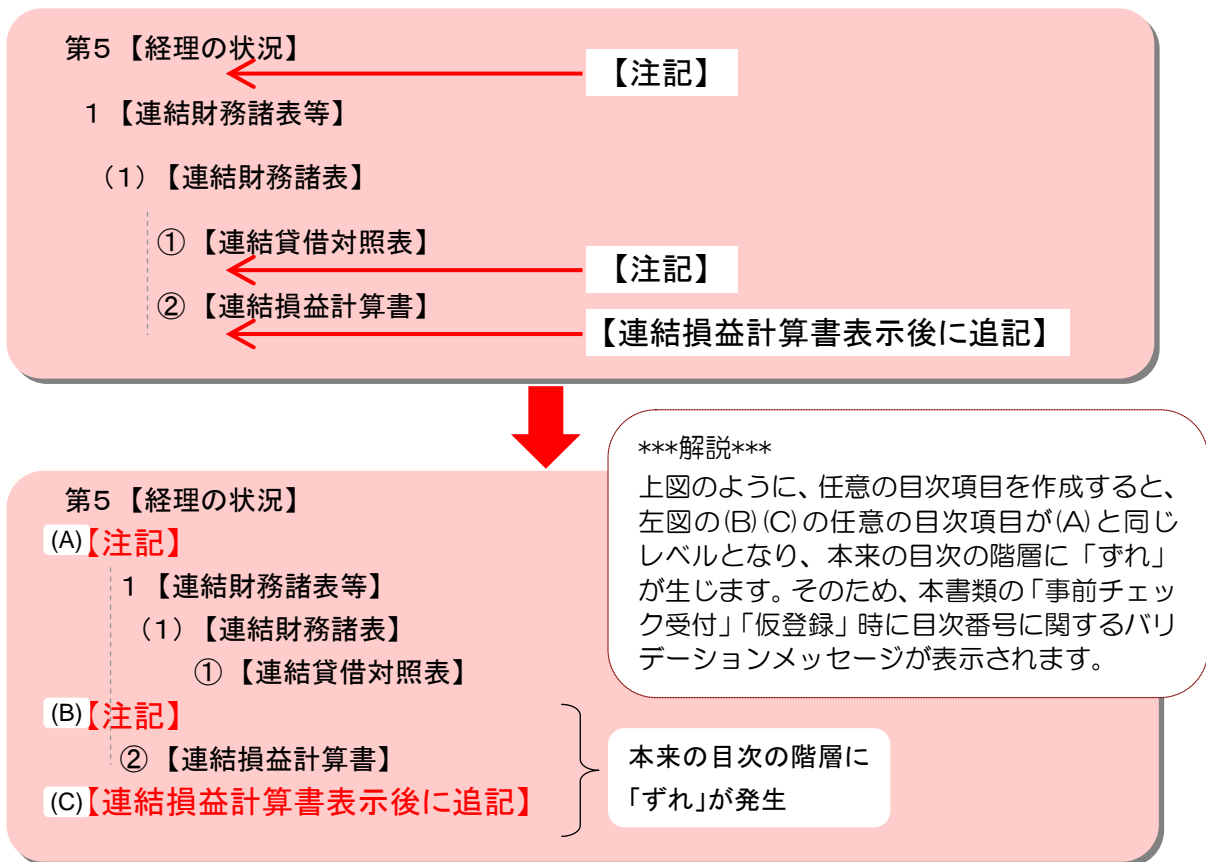 第5【経理の状況】
【注記】
1【連結財務諸表等】
(1)【連結財務諸表】
①【連結貸借対照表】
【注記】
②【連結損益計算書】
【連結損益計算書表示後に追記】
***解説***
上図のように、任意の目次項目を作成すると、
左図の(B)(C)の任意の目次項目が(A)と同じ
レベルとなり、本来の目次の階層に「ずれ」
が生じます。そのため、本書類の「事前チェッ
ク受付」「仮登録」時に目次番号に関するバリ
デーションメッセージが表示されます。
第5【経理の状況】
(A)【注記】
1【連結財務諸表等】
(1)【連結財務諸表】
①【連結貸借対照表】
(B)【注記】
②【連結損益計算書】
(C)【連結損益計算書表示後に追記】
本来の目次の階層に
「ずれ」が発生